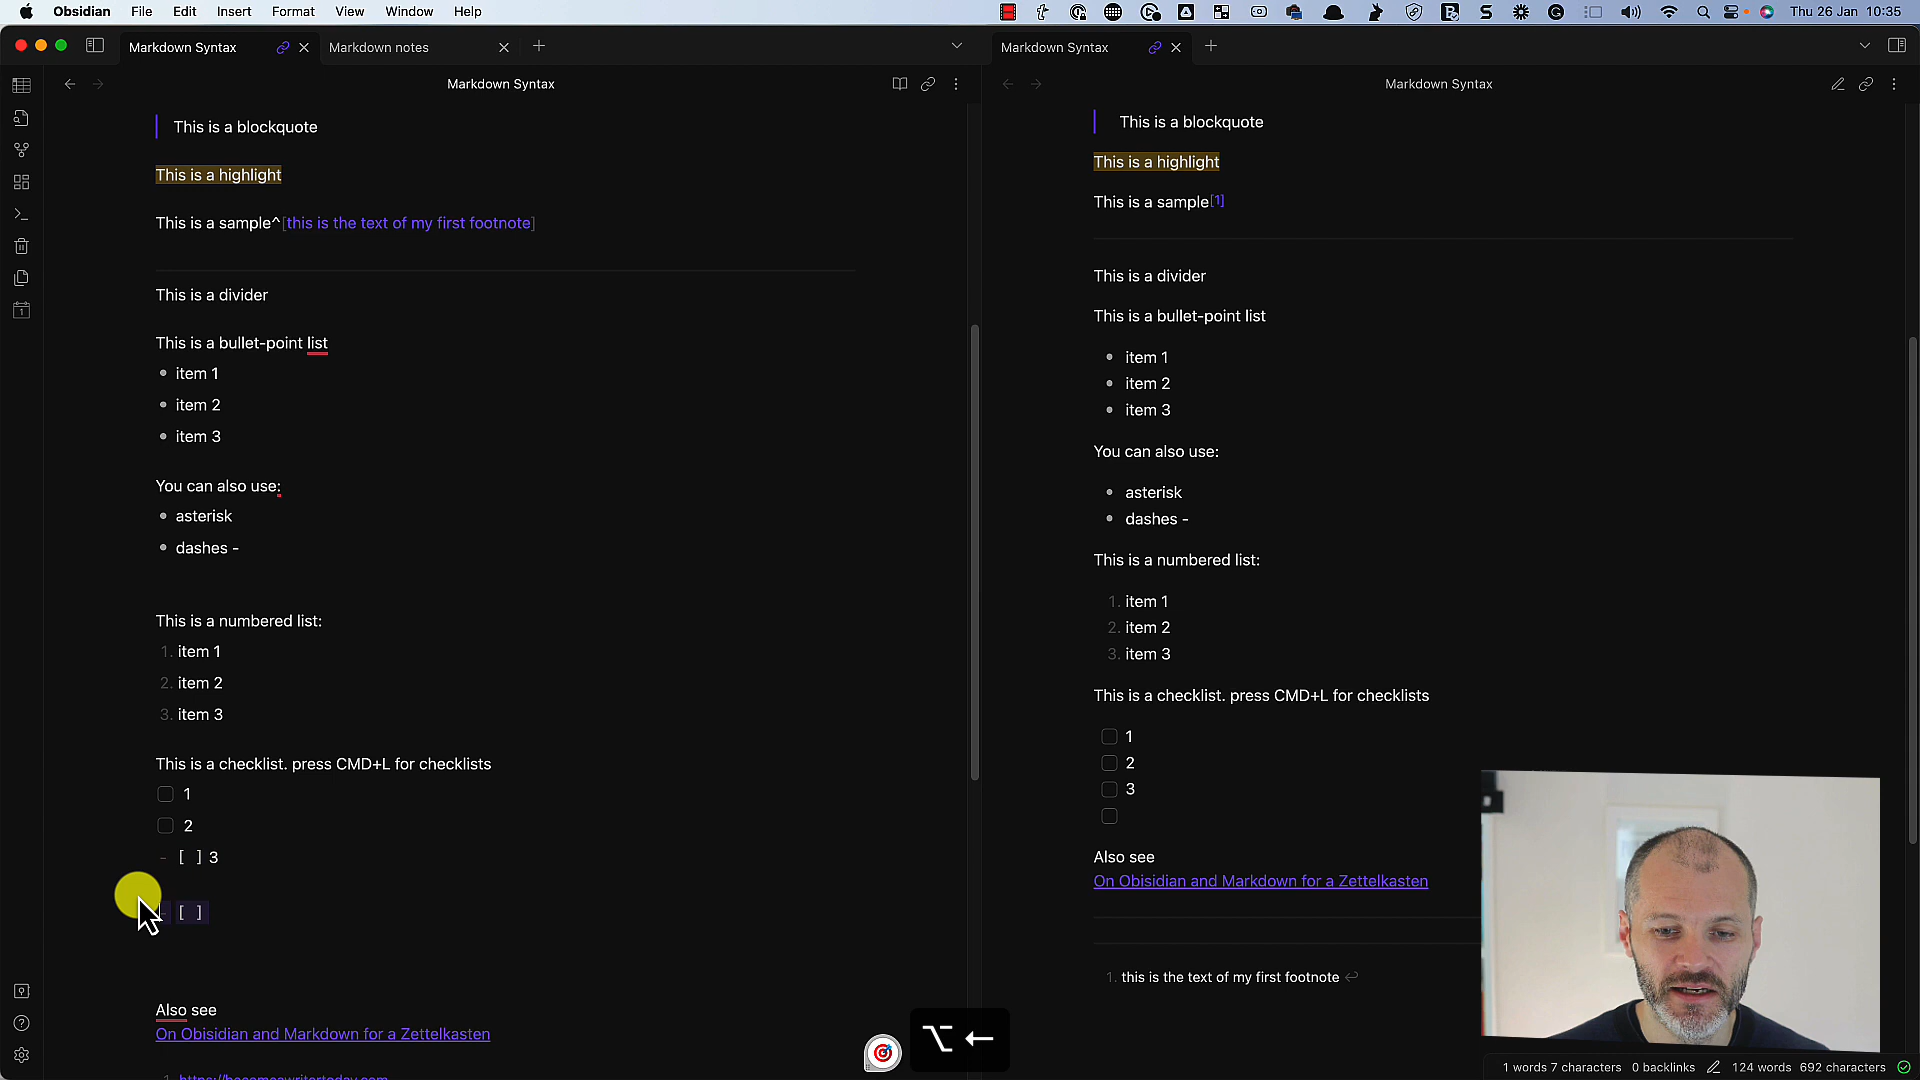 Obsidian File Edit Insert Format View Window Help
Thu 26 Jan 10:35
Markdown Syntax
Markdown notes
Markdown Syntax
Markdown Syntax
This is a blockquote
This is a highlight
This is a sample^[this is the text of my first footnote]
This is a divider
This is a bullet-point list
item 1
item 2
item 3
You can also use:
asterisk
dashes -
This is a numbered list:
1. item 1
2. item 2
3. item 3
This is a checklist. press CMD+L for checklists
1
2
- [ ] 3
- [ ]
Also see
On Obisidian and Markdown for a Zettelkasten
1. https://becomeawritertoday.com
Markdown Syntax
This is a blockquote
This is a highlight
This is a sample[1]
This is a divider
This is a bullet-point list
item 1
item 2
item 3
You can also use:
asterisk
dashes -
This is a numbered list:
1. item 1
2. item 2
3. item 3
This is a checklist. press CMD+L for checklists
1
2
3
Also see
On Obisidian and Markdown for a Zettelkasten
1. this is the text of my first footnote ↩
⌥ ←
1 words 7 characters 0 backlinks 124 words 692 characters